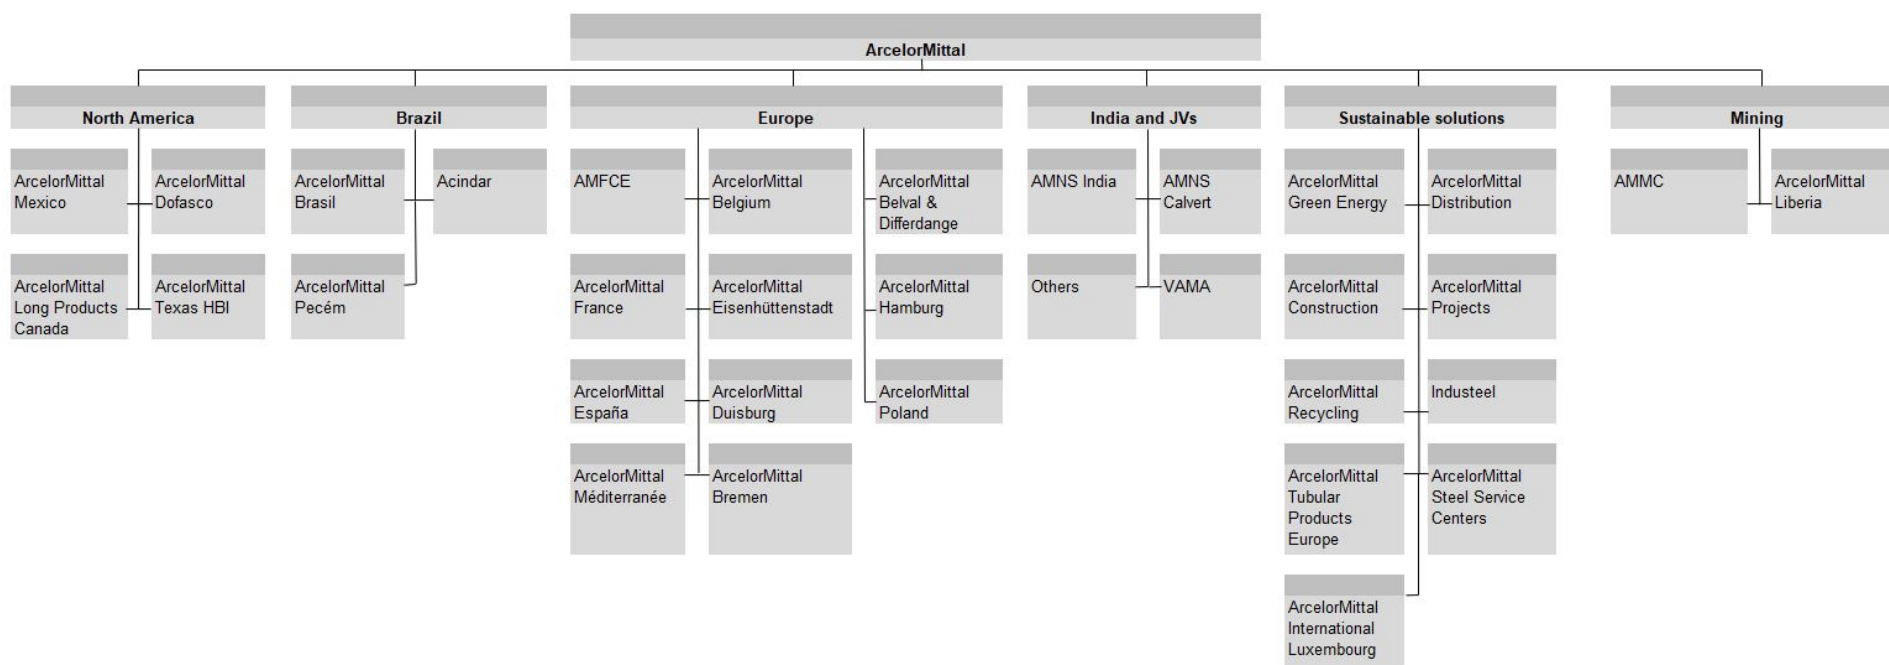 ArcelorMittal
North America
Brazil
Europe
India and JVs
Sustainable solutions
Mining
ArcelorMittal
Mexico
ArcelorMittal
Dofasco
ArcelorMittal
Long Products
Canada
ArcelorMittal
Texas HBI
ArcelorMittal
Brasil
Acindar
ArcelorMittal
Pecém
AMFCE
ArcelorMittal
Belgium
ArcelorMittal
Belval &
Differdange
ArcelorMittal
France
ArcelorMittal
Eisenhüttenstadt
ArcelorMittal
Hamburg
ArcelorMittal
España
ArcelorMittal
Duisburg
ArcelorMittal
Poland
ArcelorMittal
Méditerranée
ArcelorMittal
Bremen
AMNS India
AMNS
Calvert
Others
VAMA
ArcelorMittal
Green Energy
ArcelorMittal
Distribution
ArcelorMittal
Construction
ArcelorMittal
Projects
ArcelorMittal
Recycling
Industeel
ArcelorMittal
Tubular
Products
Europe
ArcelorMittal
Steel Service
Centers
ArcelorMittal
International
Luxembourg
AMMC
ArcelorMittal
Liberia